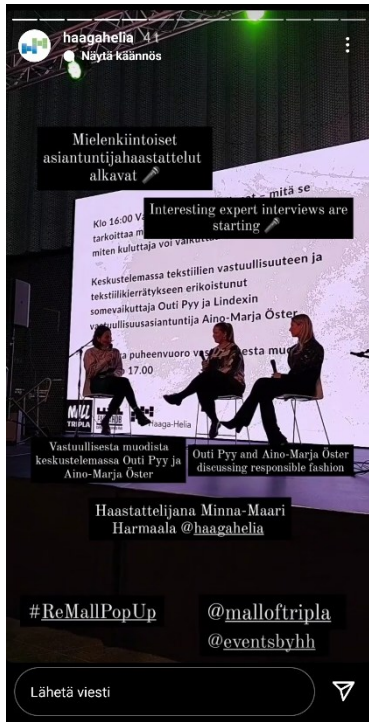 haagahelia 4 t
Näytä käännös
Mielenkiintoiset
asiantuntijahaastattelut
alkavat
Interesting expert interviews are
starting
Klo 16:00
mitä se
tarkoittaa
miten kuluttaja voi
Keskustelemassa tekstiilien vastuullisuuteen ja
tekstiilikierrätykseen erikoistunut
somevaikuttaja Outi Pyy ja Lindexin
vastuullisuusasiantuntija Aino-Marja Öster
puheenvuoro
17.00
MALL
TRIPLA
Haaga-Helia
Vastuullisesta muodista
keskustelemassa Outi Pyy ja
Aino-Marja Öster
Outi Pyy and Aino-Marja Öster
discussing responsible fashion
Haastattelijana Minna-Maari
Harmaala @haagahelia
#ReMallPopUp
@malloftripla
@eventsbyhh
Lähetä viesti